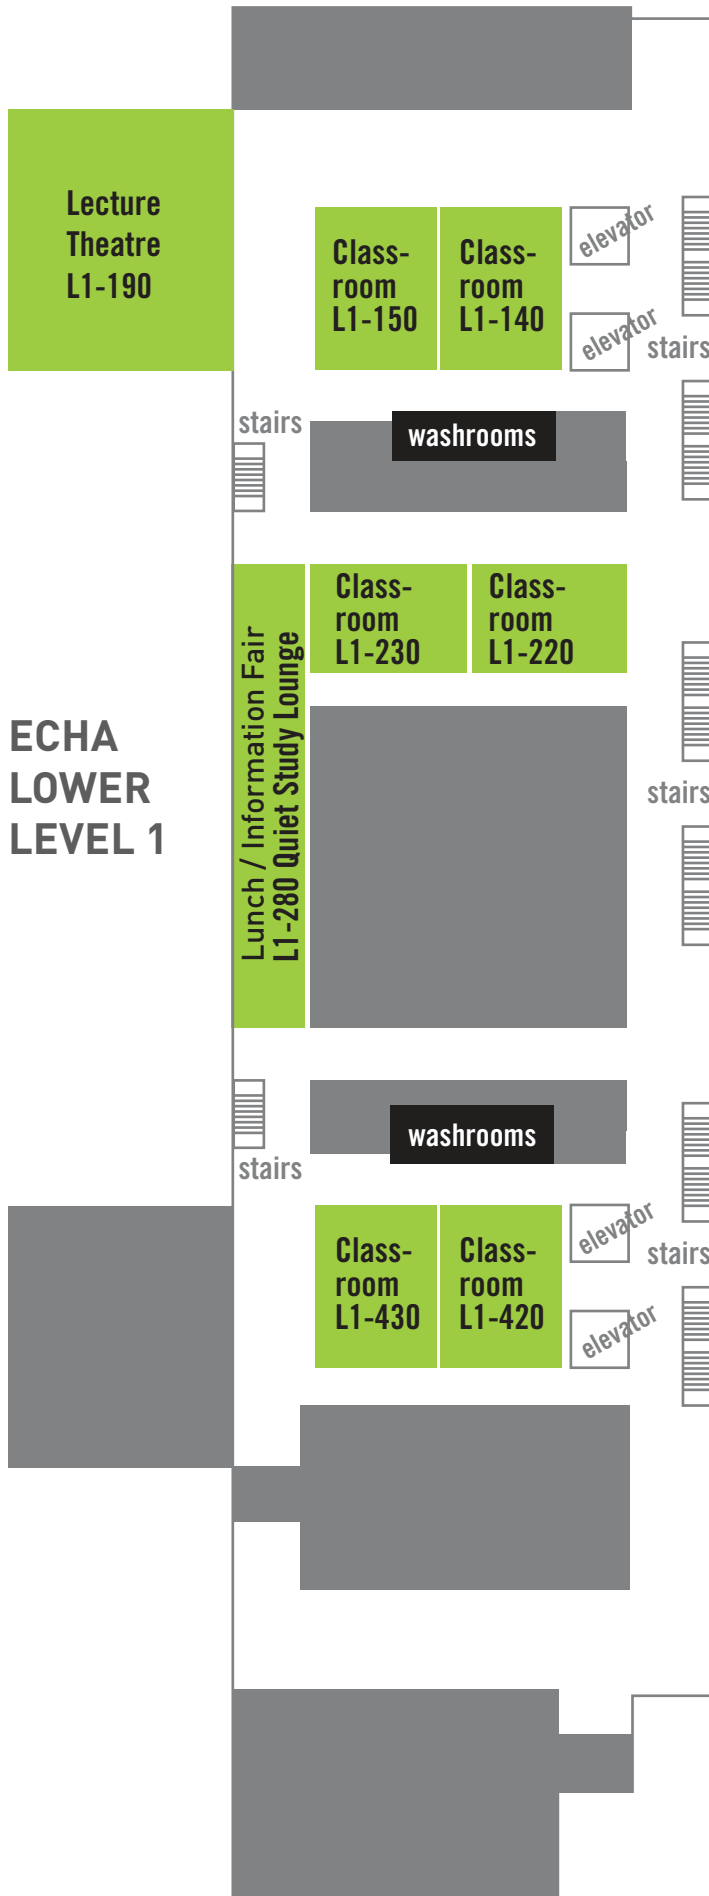 Lecture
Theatre
L1-190
Class-
room
L1-150
Class-
room
L1-140
elevator
elevator
stairs
stairs
washrooms
Class-
room
L1-230
Class-
room
L1-220
Lunch / Information Fair
L1-280 Quiet Study Lounge
ECHA
LOWER
LEVEL 1
stairs
washrooms
stairs
Class-
room
L1-430
Class-
room
L1-420
elevator
elevator
stairs